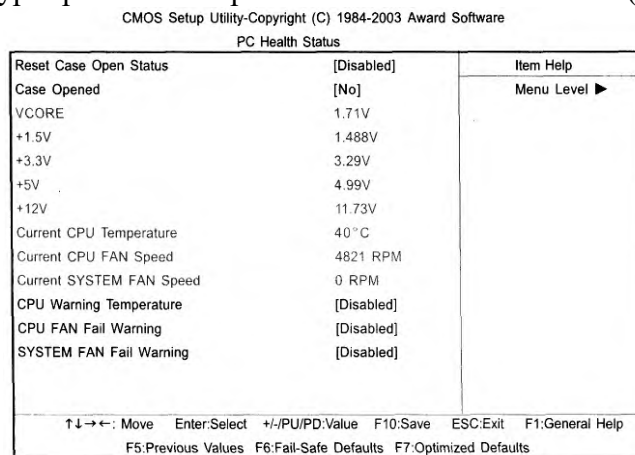 CMOS Setup Utility-Copyright (C) 1984-2003 Award Software
PC Health Status
Reset Case Open Status [Disabled] Item Help
Case Opened [No] Menu Level ▶
VCORE 1.71V
+1.5V 1.488V
+3.3V 3.29V
+5V 4.99V
+12V 11.73V
Current CPU Temperature 40°C
Current CPU FAN Speed 4821 RPM
Current SYSTEM FAN Speed 0 RPM
CPU Warning Temperature [Disabled]
CPU FAN Fail Warning [Disabled]
SYSTEM FAN Fail Warning [Disabled]
↑↓→←: Move Enter:Select +/-/PU/PD:Value F10:Save ESC:Exit F1:General Help
F5:Previous Values F6:Fail-Safe Defaults F7:Optimized Defaults